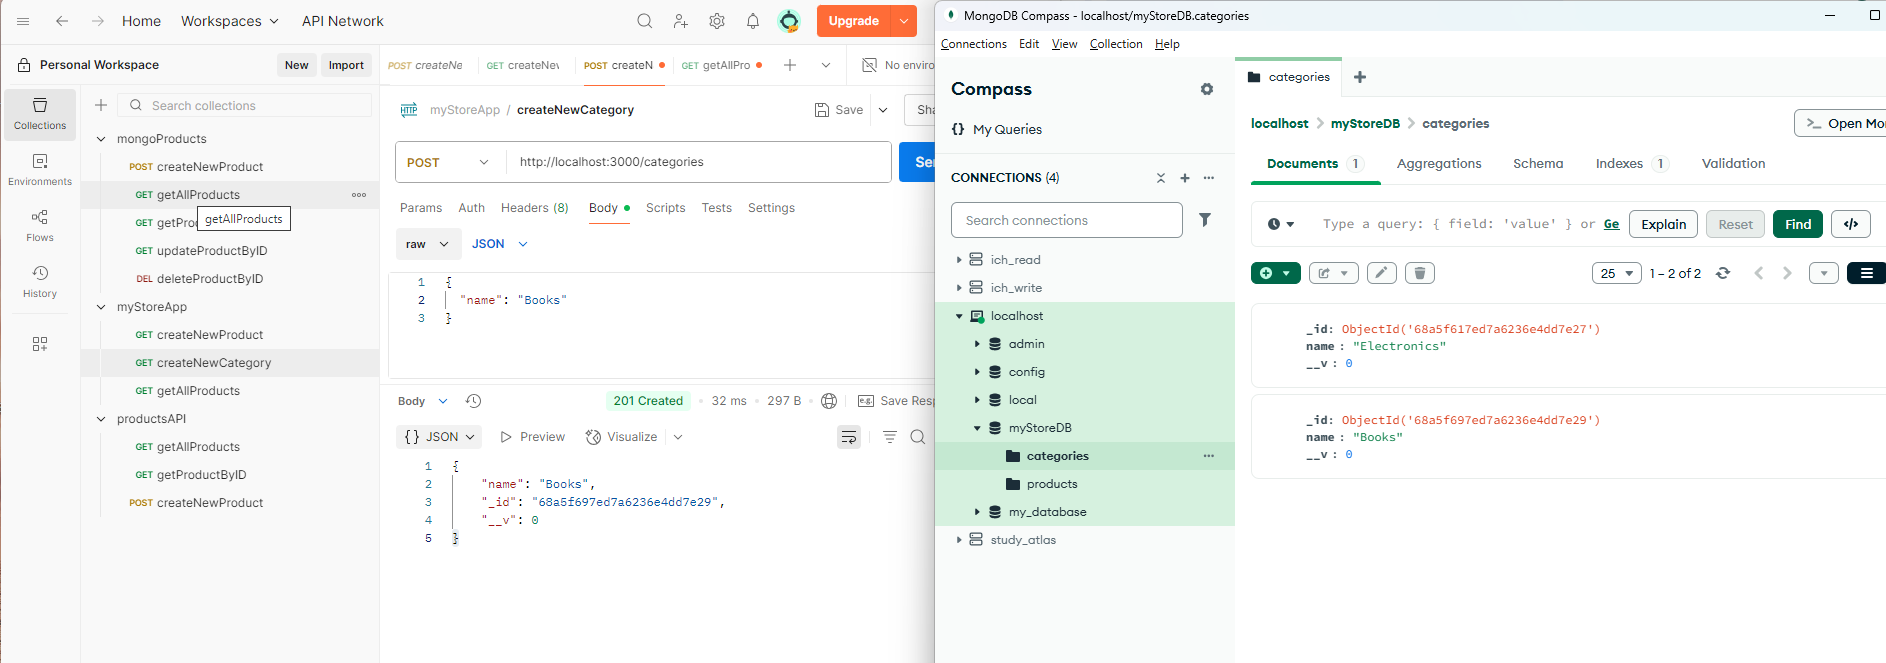 Home Workspaces API Network Upgrade
Personal Workspace New Import
POST createNe GET createNev POST createN GET getAllPro No enviro
Collections
Environments
Flows
History
Search collections
mongoProducts
POST createNewProduct
GET getAllProducts
GET getPro
getAllProducts
POST updateProductByID
DEL deleteProductByID
myStoreApp
GET createNewProduct
GET createNewCategory
GET getAllProducts
productsAPI
GET getAllProducts
GET getProductByID
POST createNewProduct
HTTP myStoreApp / createNewCategory Save Sha
POST http://localhost:3000/categories Se
Params Auth Headers (8) Body Scripts Tests Settings
raw JSON
1 {
2 "name": "Books"
3 }
Body 201 Created 32 ms 297 B e.g. Save Resp
{} JSON Preview Visualize
1 {
2 "name": "Books",
3 "_id": "68a5f697ed7a6236e4dd7e29",
4 "__v": 0
5 }
MongoDB Compass - localhost/myStoreDB.categories
Connections Edit View Collection Help
Compass
{} My Queries
CONNECTIONS (4)
Search connections
ich_read
ich_write
localhost
admin
config
local
myStoreDB
categories
products
my_database
study_atlas
categories
localhost > myStoreDB > categories
>_ Open Mo
Documents 1 Aggregations Schema Indexes 1 Validation
Type a query: { field: 'value' } or Ge Explain Reset Find </>
25 1 – 2 of 2
_id: ObjectId('68a5f617ed7a6236e4dd7e27')
name : "Electronics"
__v : 0
_id: ObjectId('68a5f697ed7a6236e4dd7e29')
name : "Books"
__v : 0